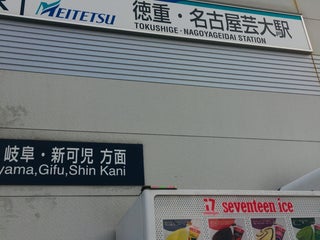 MEITETSU 徳重・名古屋芸大駅
TOKUSHIGE・NAGOYAGEIDAI STATION
岐阜・新可児 方面
yama,Gifu,Shin Kani
17 seventeen ice